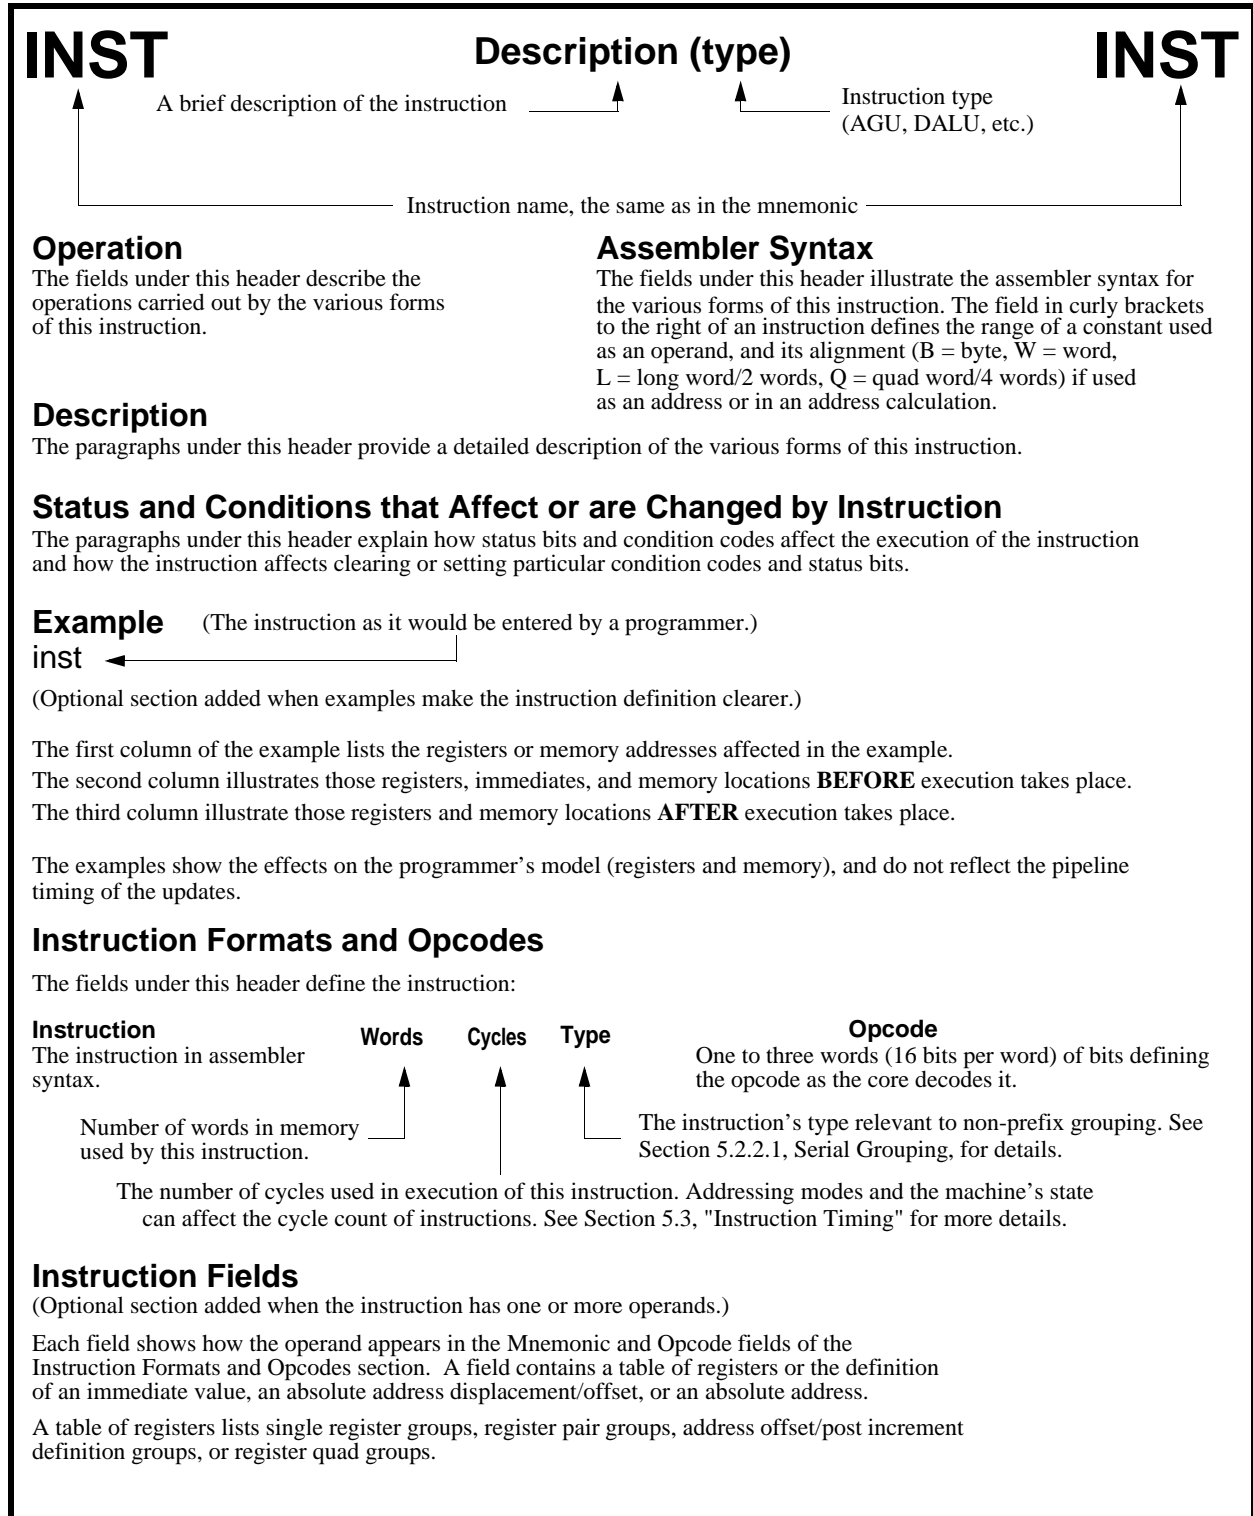 INST Description (type) INST
A brief description of the instruction
Instruction type
(AGU, DALU, etc.)
Instruction name, the same as in the mnemonic
Operation
The fields under this header describe the
operations carried out by the various forms
of this instruction.
Assembler Syntax
The fields under this header illustrate the assembler syntax for
the various forms of this instruction. The field in curly brackets
to the right of an instruction defines the range of a constant used
as an operand, and its alignment (B = byte, W = word,
L = long word/2 words, Q = quad word/4 words) if used
as an address or in an address calculation.
Description
The paragraphs under this header provide a detailed description of the various forms of this instruction.
Status and Conditions that Affect or are Changed by Instruction
The paragraphs under this header explain how status bits and condition codes affect the execution of the instruction
and how the instruction affects clearing or setting particular condition codes and status bits.
Example (The instruction as it would be entered by a programmer.)
inst
(Optional section added when examples make the instruction definition clearer.)
The first column of the example lists the registers or memory addresses affected in the example.
The second column illustrates those registers, immediates, and memory locations BEFORE execution takes place.
The third column illustrate those registers and memory locations AFTER execution takes place.
The examples show the effects on the programmer's model (registers and memory), and do not reflect the pipeline
timing of the updates.
Instruction Formats and Opcodes
The fields under this header define the instruction:
Instruction Words Cycles Type Opcode
The instruction in assembler
syntax.
One to three words (16 bits per word) of bits defining
the opcode as the core decodes it.
Number of words in memory
used by this instruction.
The instruction's type relevant to non-prefix grouping. See
Section 5.2.2.1, Serial Grouping, for details.
The number of cycles used in execution of this instruction. Addressing modes and the machine's state
can affect the cycle count of instructions. See Section 5.3, "Instruction Timing" for more details.
Instruction Fields
(Optional section added when the instruction has one or more operands.)
Each field shows how the operand appears in the Mnemonic and Opcode fields of the
Instruction Formats and Opcodes section. A field contains a table of registers or the definition
of an immediate value, an absolute address displacement/offset, or an absolute address.
A table of registers lists single register groups, register pair groups, address offset/post increment
definition groups, or register quad groups.